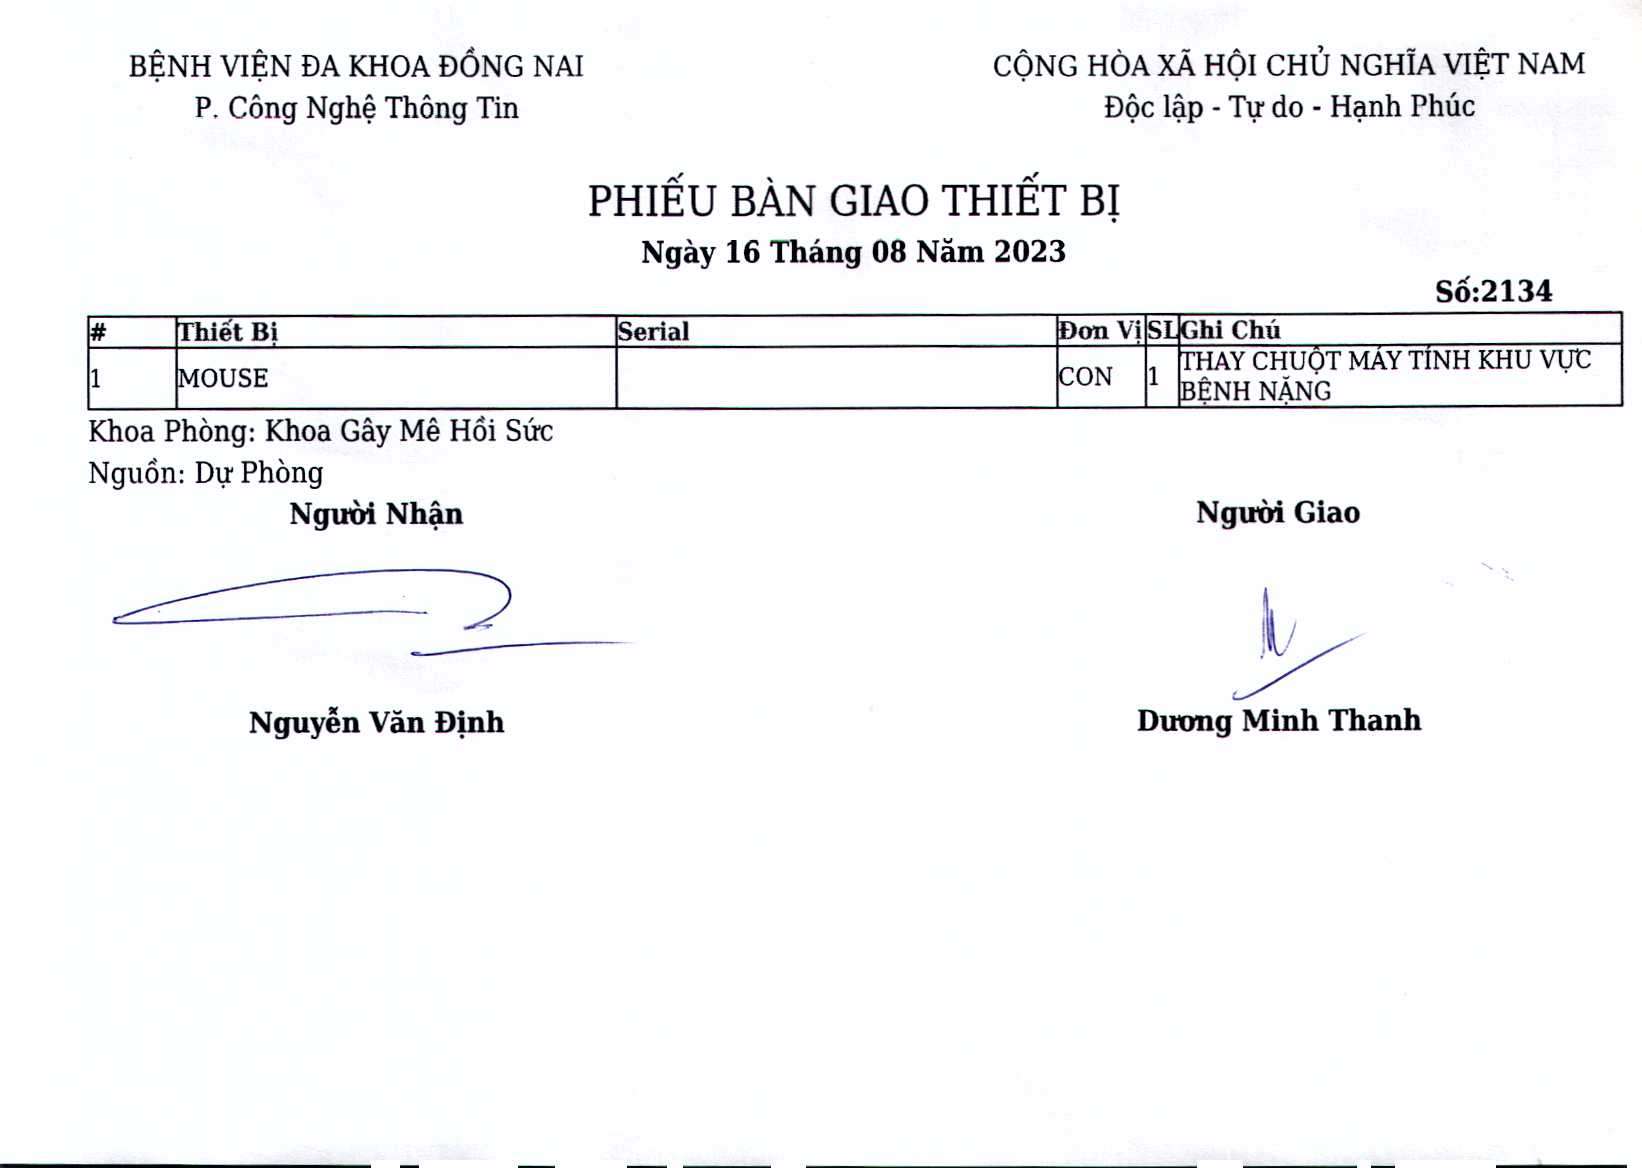 BỆNH VIỆN ĐA KHOA ĐỒNG NAI
P. Công Nghệ Thông Tin
CỘNG HÒA XÃ HỘI CHỦ NGHĨA VIỆT NAM
Độc lập - Tự do - Hạnh Phúc
PHIẾU BÀN GIAO THIẾT BỊ
Ngày 16 Tháng 08 Năm 2023
Số:2134
# Thiết Bị Serial Đơn Vị SL Ghi Chú
1 MOUSE CON 1 THAY CHUỘT MÁY TÍNH KHU VỰC
BỆNH NẶNG
Khoa Phòng: Khoa Gây Mê Hồi Sức
Nguồn: Dự Phòng
Người Nhận Người Giao
Nguyễn Văn Định Dương Minh Thanh